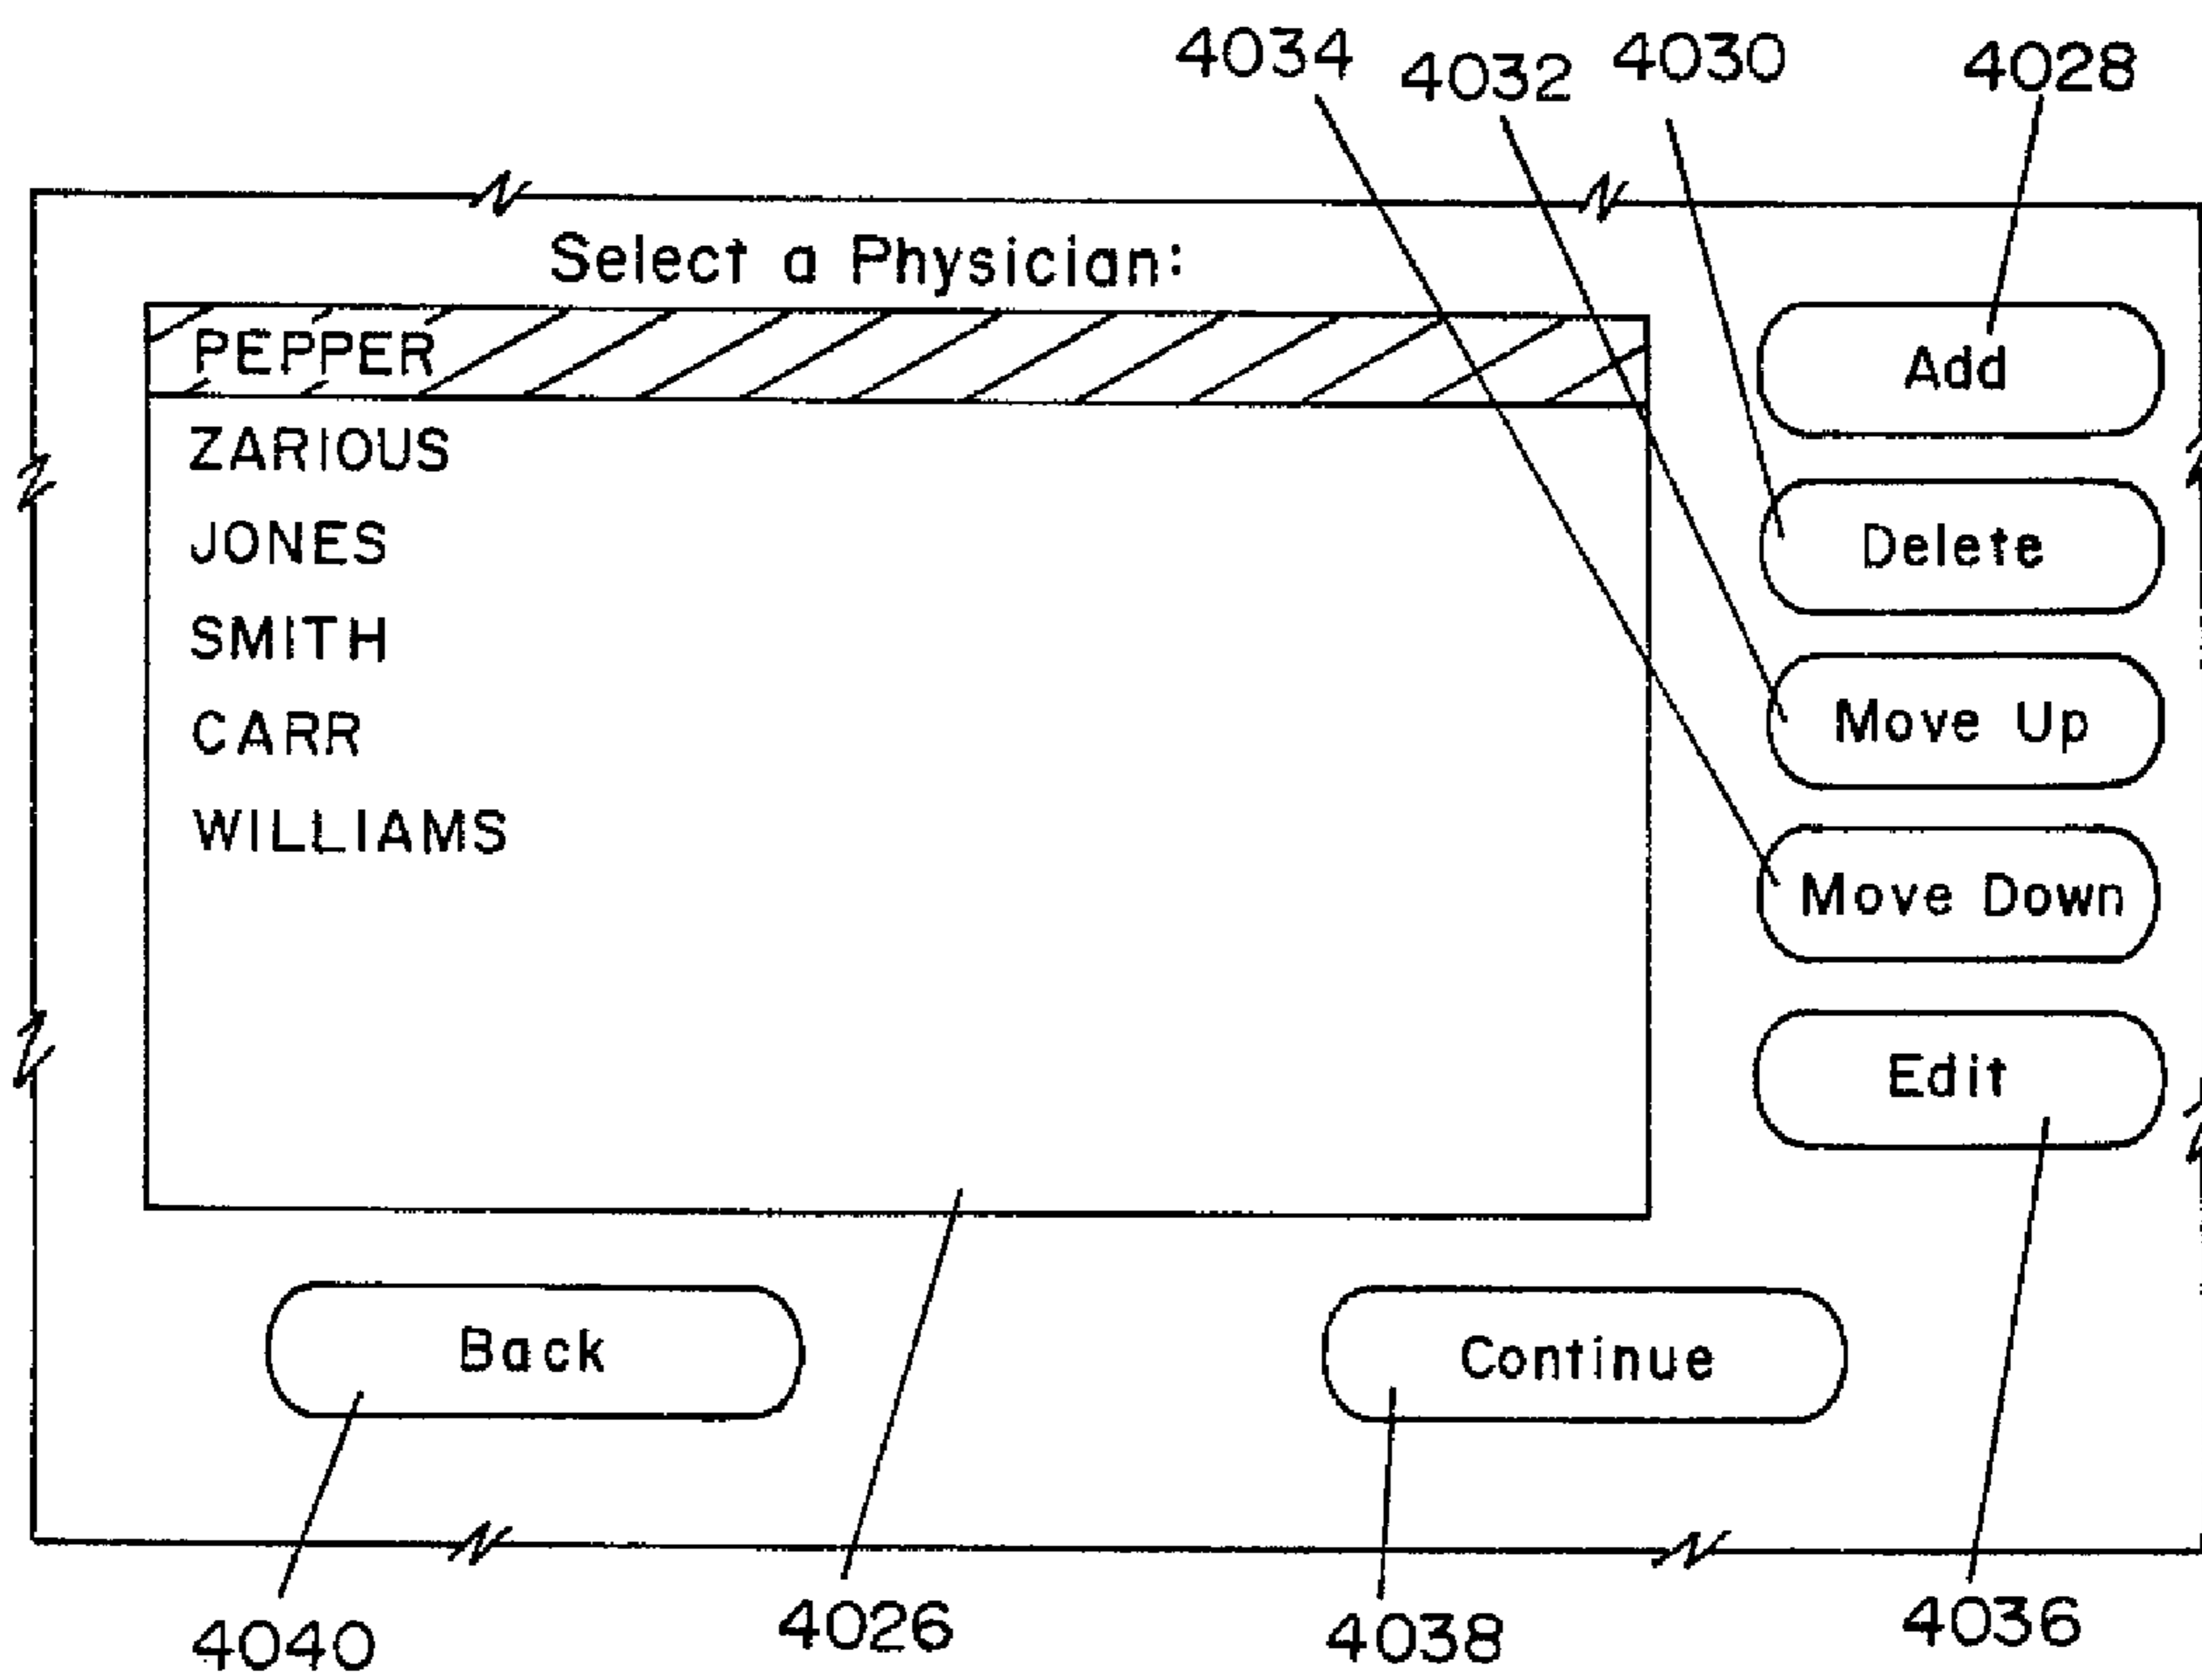 4034 4032 4030 4028
Select a Physician:
PEPPER
ZARIOUS
JONES
SMITH
CARR
WILLIAMS
Add
Delete
Move Up
Move Down
Edit
Back
Continue
4040 4026 4038 4036